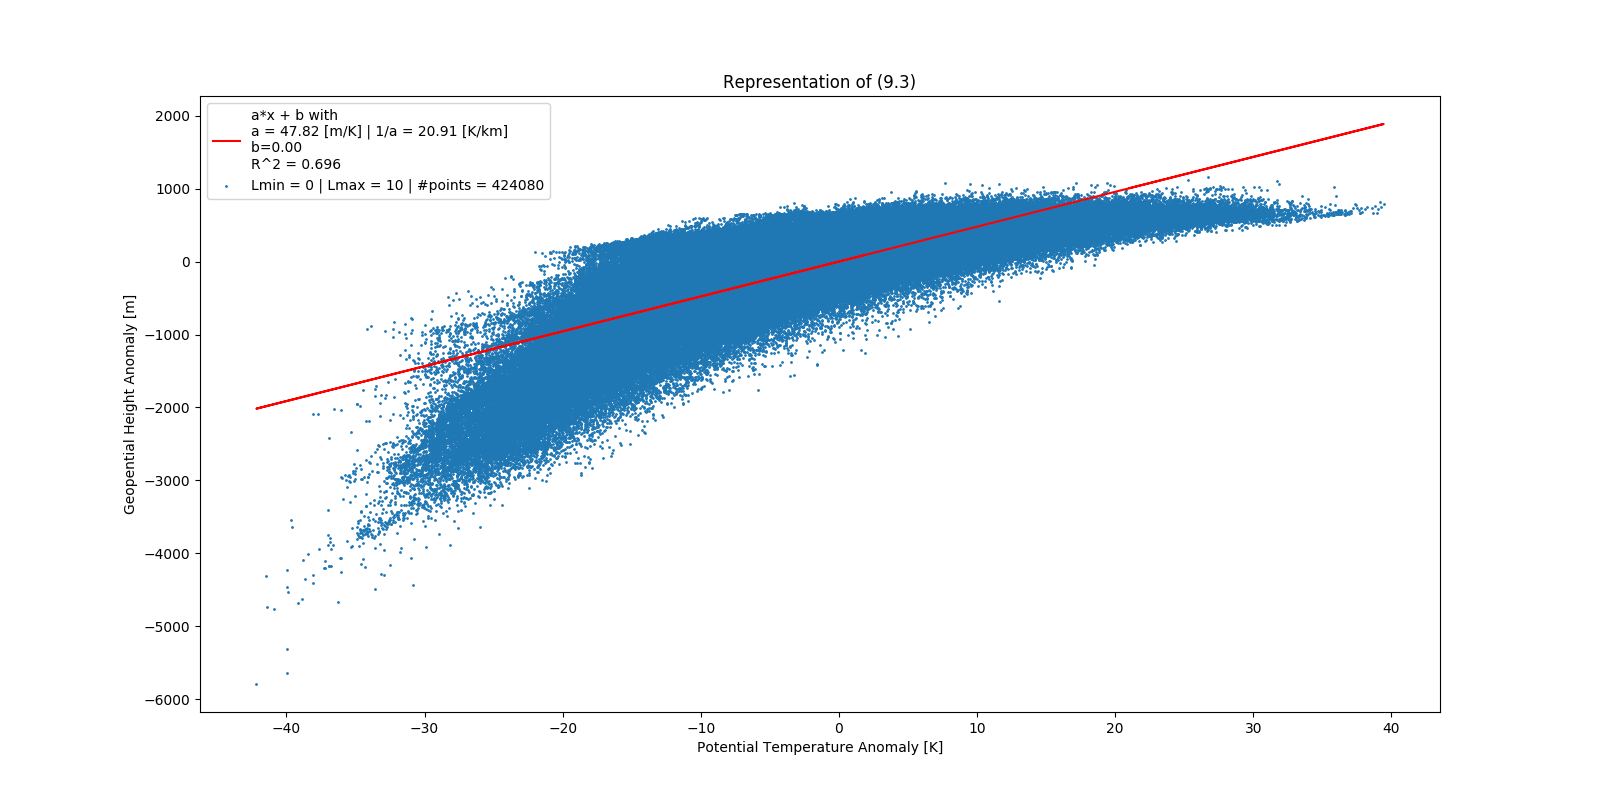 Representation of (9.3)
a*x + b with
a = 47.82 [m/K] | 1/a = 20.91 [K/km]
b=0.00
R^2 = 0.696
Lmin = 0 | Lmax = 10 | #points = 424080
2000
1000
0
−1000
−2000
−3000
−4000
−5000
−6000
Geopential Height Anomaly [m]
−40
−30
−20
−10
0
10
20
30
40
Potential Temperature Anomaly [K]